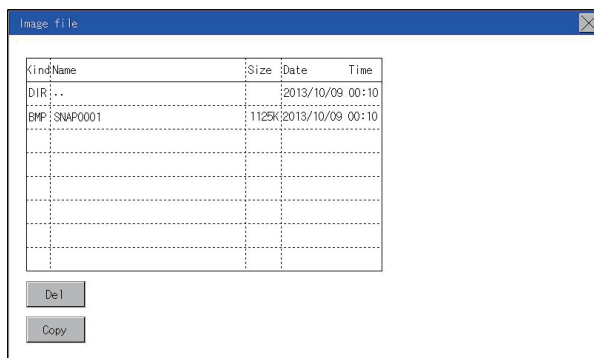 Image file
Kind Name Size Date Time
DIR .. 2013/10/09 00:10
BMP SNAP0001 1125K 2013/10/09 00:10
Del
Copy